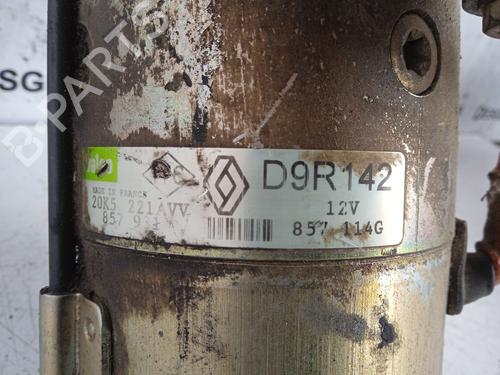 SG
B-PARTS
D9R142
MADE IN FRANCE
20K5 221AVV
12V
857 114G